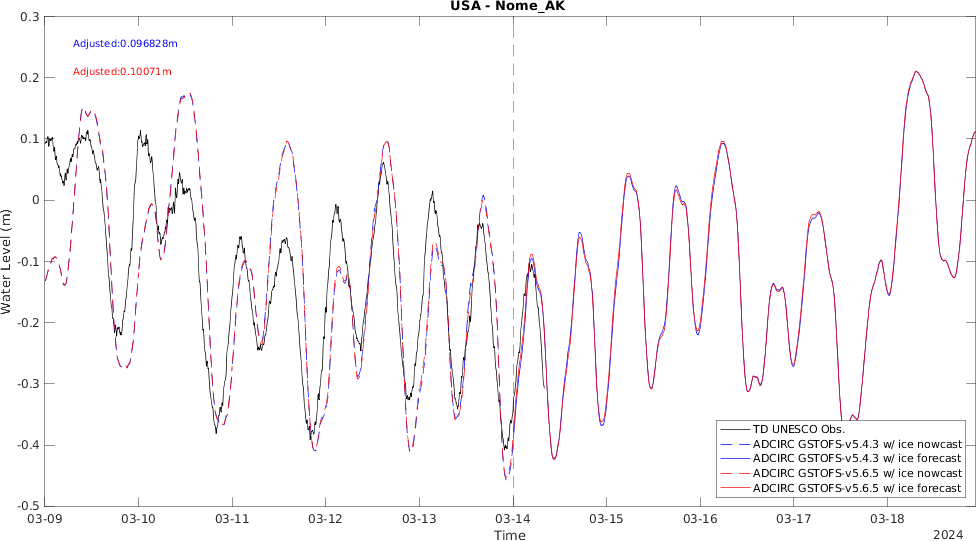 USA - Nome_AK
Adjusted:0.096828m
Adjusted:0.10071m
0.3
0.2
0.1
0
-0.1
-0.2
-0.3
-0.4
-0.5
Water Level (m)
03-09 03-10 03-11 03-12 03-13 03-14 03-15 03-16 03-17 03-18
Time
2024
TD UNESCO Obs.
ADCIRC GSTOFS-v5.4.3 w/ ice nowcast
ADCIRC GSTOFS-v5.4.3 w/ ice forecast
ADCIRC GSTOFS-v5.6.5 w/ ice nowcast
ADCIRC GSTOFS-v5.6.5 w/ ice forecast